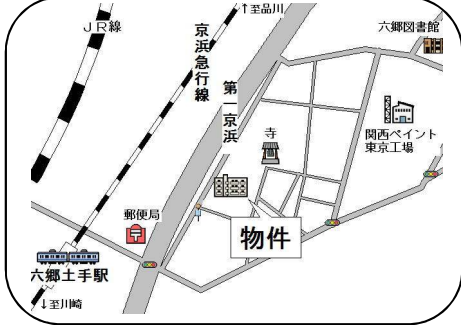 ↑至品川
JR線
六郷図書館
京浜急行線
第一京浜
寺
関西ペイント
東京工場
郵便局
物件
六郷土手駅
↓至川崎